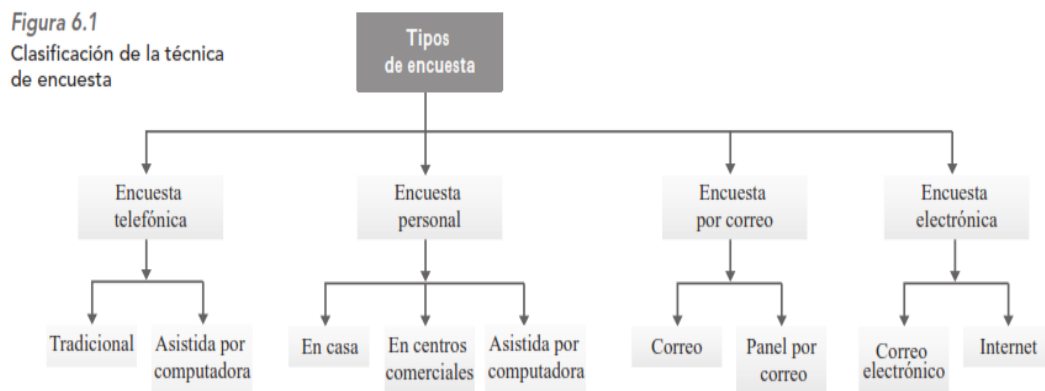 Figura 6.1
Clasificación de la técnica
de encuesta
Tipos
de encuesta
Encuesta
telefónica
Encuesta
personal
Encuesta
por correo
Encuesta
electrónica
Tradicional
Asistida por
computadora
En casa
En centros
comerciales
Asistida por
computadora
Correo
Panel por
correo
Correo
electrónico
Internet